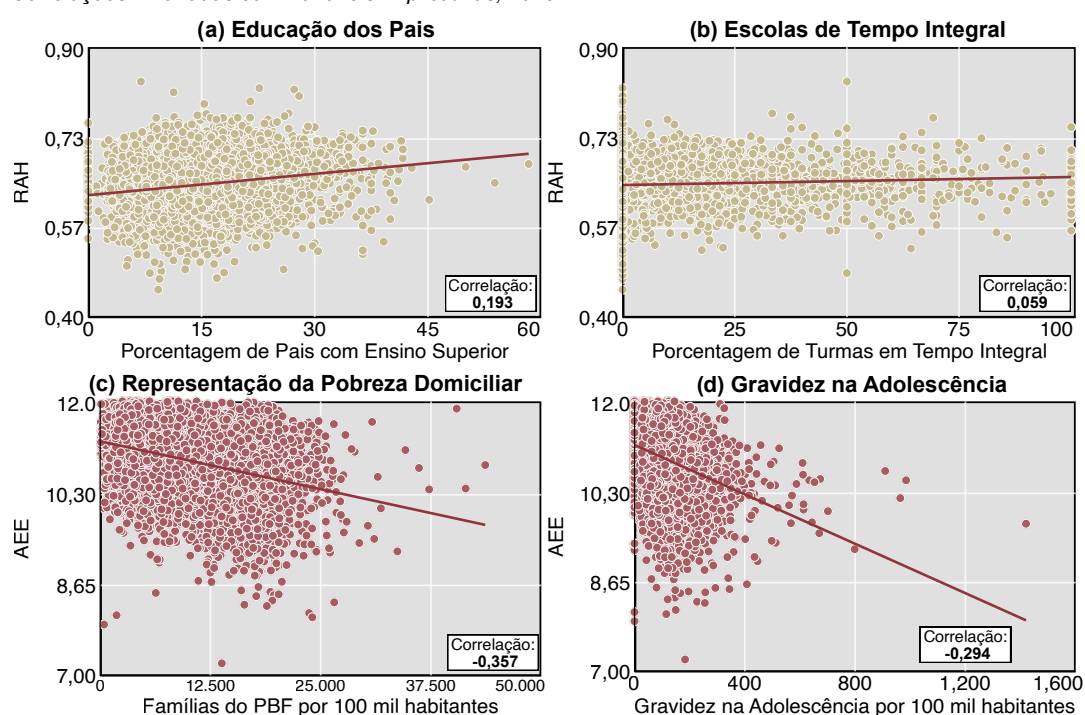 (a) Educação dos Pais
0,90
0,73
RAH
0,57
0,40
0
15
30
45
60
Correlação:
0,193
Porcentagem de Pais com Ensino Superior
(b) Escolas de Tempo Integral
0,90
0,73
RAH
0,57
0,40
0
25
50
75
100
Correlação:
0,059
Porcentagem de Turmas em Tempo Integral
(c) Representação da Pobreza Domiciliar
12.0
10,30
AEE
8,65
7,00
0
12.500
25.000
37.500
50.000
Correlação:
-0,357
Famílias do PBF por 100 mil habitantes
(d) Gravidez na Adolescência
12.0
10,30
AEE
8,65
7,00
0
400
800
1,200
1,600
Correlação:
-0,294
Gravidez na Adolescência por 100 mil habitantes